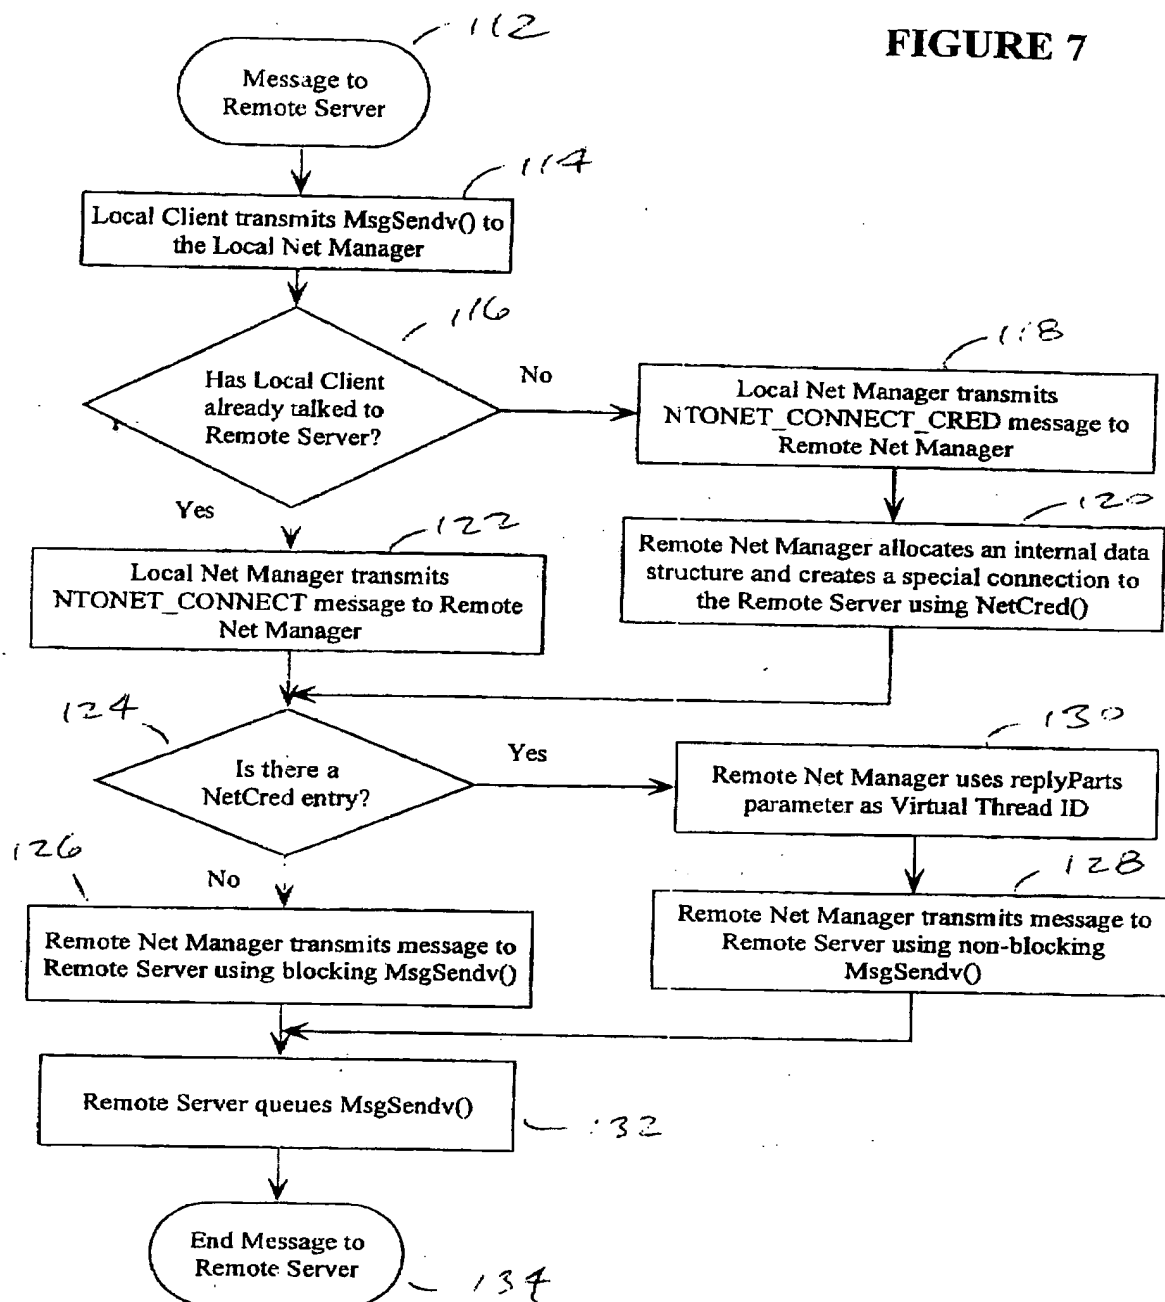 FIGURE 7
112
Message to
Remote Server
114
Local Client transmits MsgSendv() to
the Local Net Manager
116
Has Local Client
already talked to
Remote Server?
No
118
Local Net Manager transmits
NTONET_CONNECT_CRED message to
Remote Net Manager
Yes
120
Remote Net Manager allocates an internal data
structure and creates a special connection to
the Remote Server using NetCred()
122
Local Net Manager transmits
NTONET_CONNECT message to Remote
Net Manager
124
Is there a
NetCred entry?
Yes
130
Remote Net Manager uses replyParts
parameter as Virtual Thread ID
No
126
Remote Net Manager transmits message to
Remote Server using blocking MsgSendv()
128
Remote Net Manager transmits message to
Remote Server using non-blocking
MsgSendv()
Remote Server queues MsgSendv()
132
End Message to
Remote Server
134